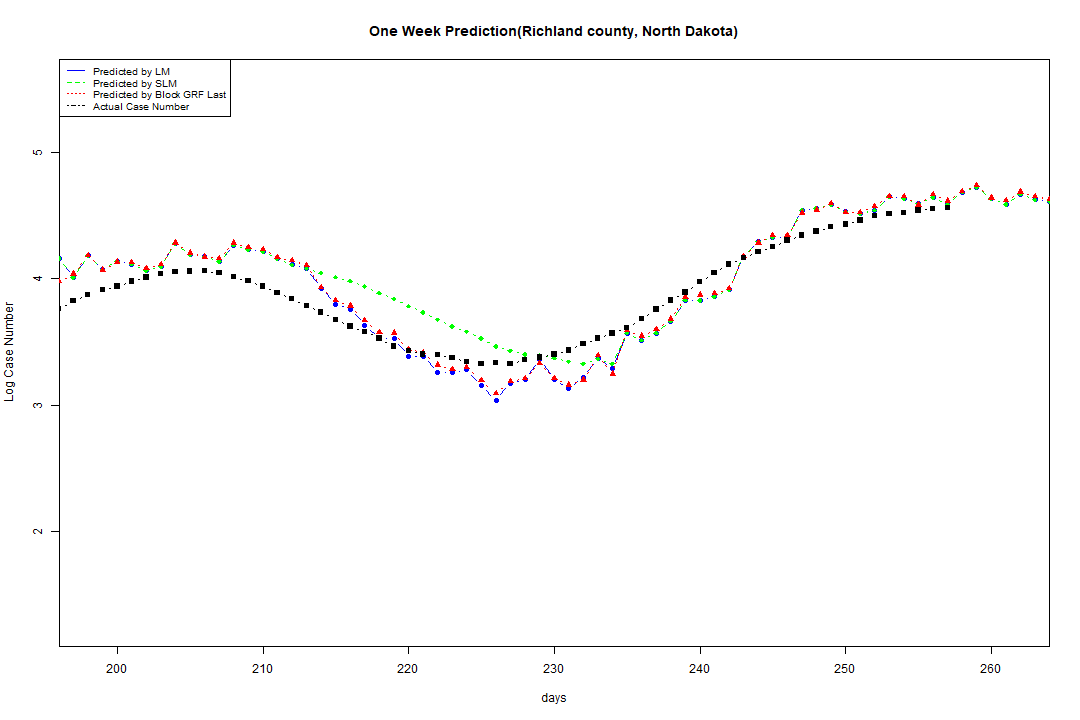 One Week Prediction(Richland county, North Dakota)
Predicted by LM
Predicted by SLM
Predicted by Block GRF Last
Actual Case Number
5
4
3
2
Log Case Number
200 210 220 230 240 250 260
days